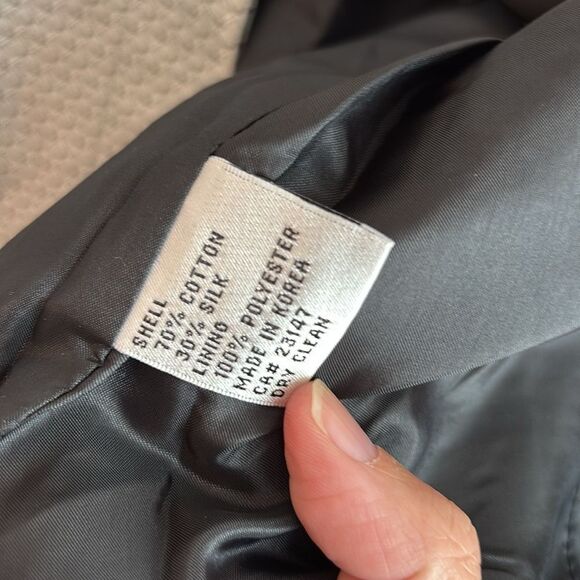 SHELL
70% COTTON
30% SILK
LINING
100% POLYESTER
MADE IN KOREA
CA# 23147
DRY CLEAN